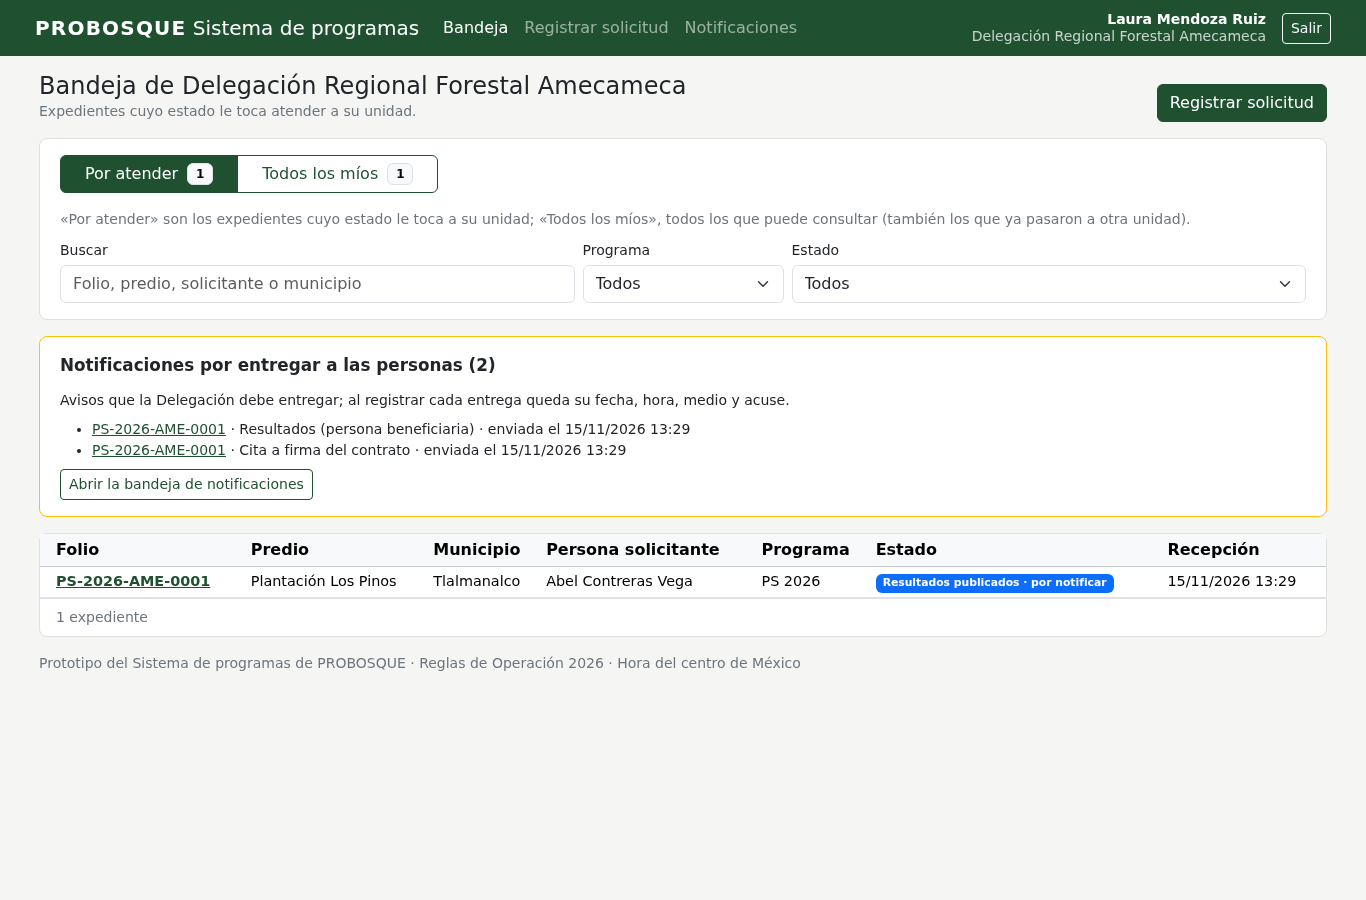 PROBOSQUE Sistema de programas Bandeja Registrar solicitud Notificaciones
Laura Mendoza Ruiz
Delegación Regional Forestal Amecameca
Salir
Bandeja de Delegación Regional Forestal Amecameca
Expedientes cuyo estado le toca atender a su unidad.
Registrar solicitud
Por atender 1 Todos los míos 1
«Por atender» son los expedientes cuyo estado le toca a su unidad; «Todos los míos», todos los que puede consultar (también los que ya pasaron a otra unidad).
Buscar Programa Estado
Folio, predio, solicitante o municipio Todos Todos
Notificaciones por entregar a las personas (2)
Avisos que la Delegación debe entregar; al registrar cada entrega queda su fecha, hora, medio y acuse.
• PS-2026-AME-0001 · Resultados (persona beneficiaria) · enviada el 15/11/2026 13:29
• PS-2026-AME-0001 · Cita a firma del contrato · enviada el 15/11/2026 13:29
Abrir la bandeja de notificaciones
Folio Predio Municipio Persona solicitante Programa Estado Recepción
PS-2026-AME-0001 Plantación Los Pinos Tlalmanalco Abel Contreras Vega PS 2026 Resultados publicados · por notificar 15/11/2026 13:29
1 expediente
Prototipo del Sistema de programas de PROBOSQUE · Reglas de Operación 2026 · Hora del centro de México